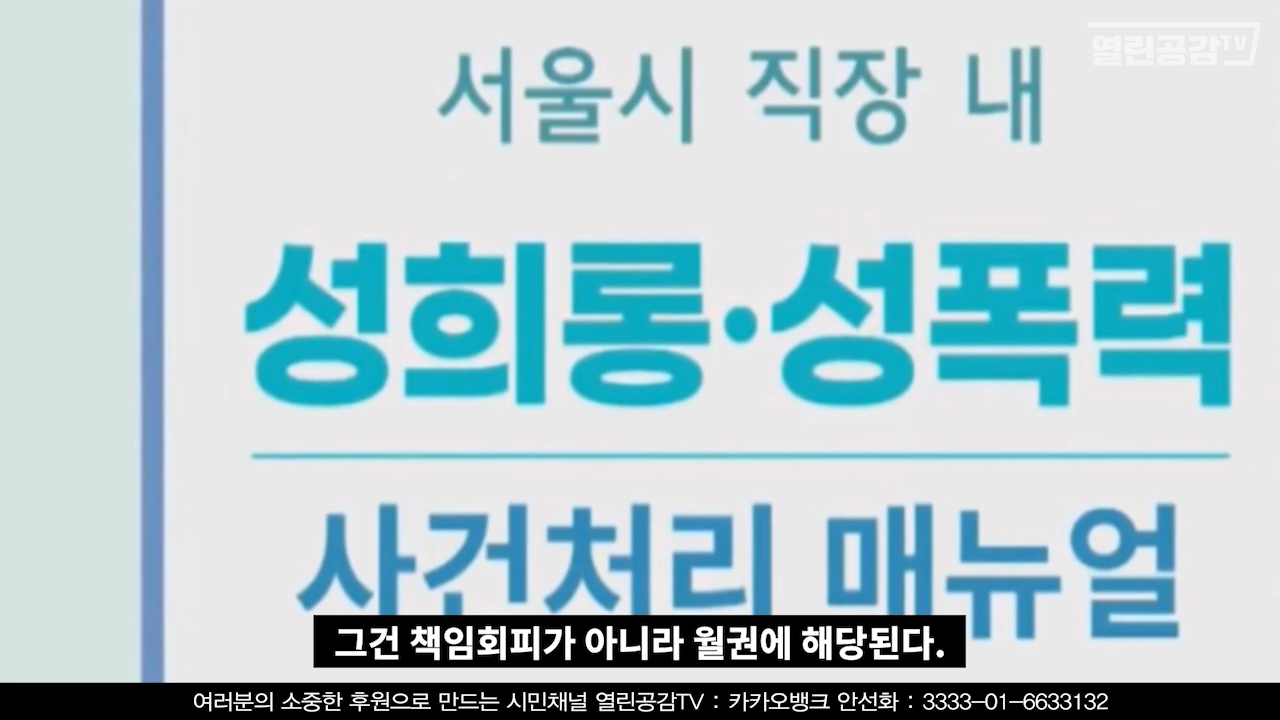 열린공감TV
서울시 직장 내
성희롱·성폭력
사건처리 매뉴얼
그건 책임회피가 아니라 월권에 해당된다.
여러분의 소중한 후원으로 만드는 시민채널 열린공감TV : 카카오뱅크 안선화 : 3333-01-6633132